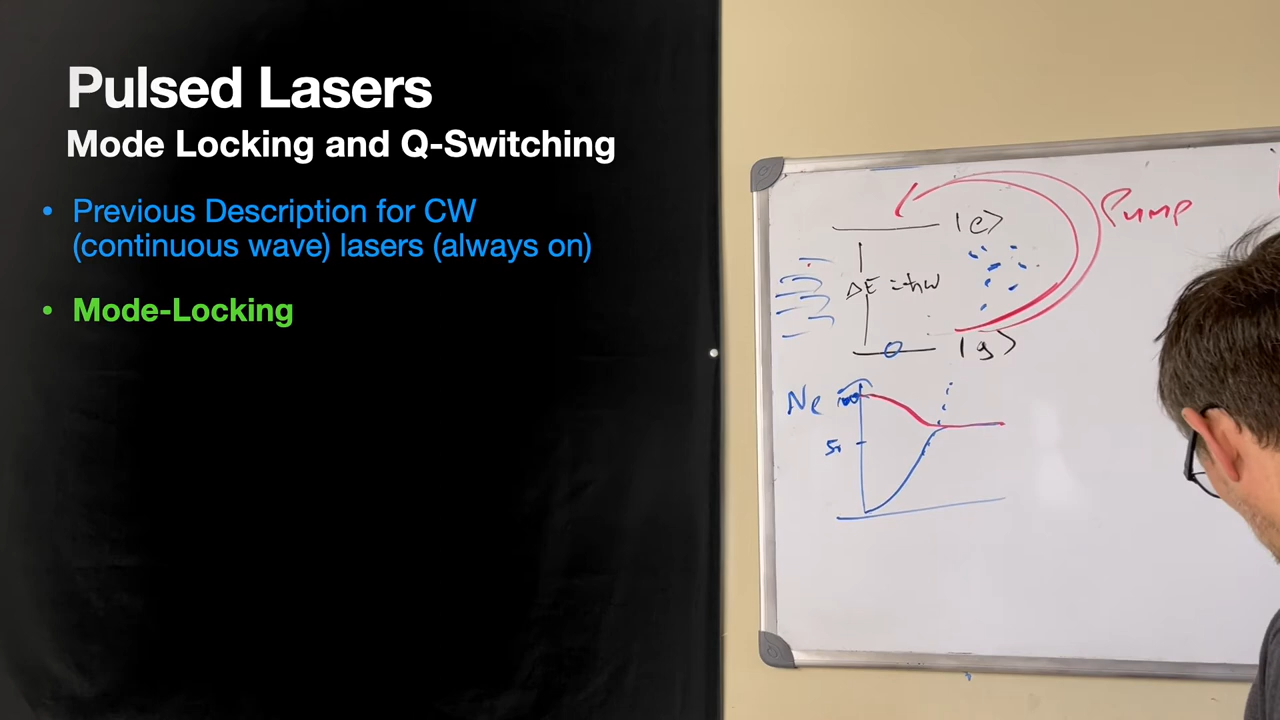 Pulsed Lasers
Mode Locking and Q-Switching
• Previous Description for CW
(continuous wave) lasers (always on)
• Mode-Locking
|e⟩
Pump
ΔE = ħω
|g⟩
Ne